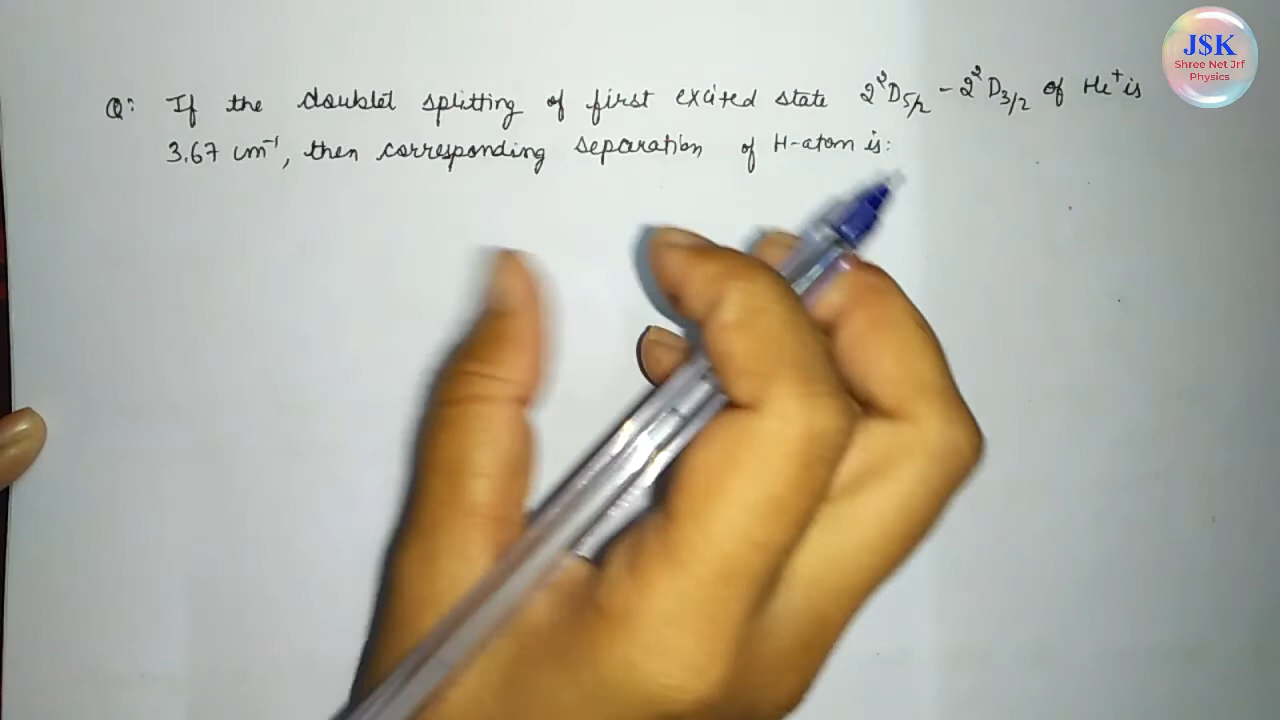 Q: If the doublet splitting of first excited state 2²D5/2 - 2²D3/2 of He⁺ is
3.67 cm⁻¹, then corresponding separation of H-atom is:
J$K
Shree Net Jrf
Physics